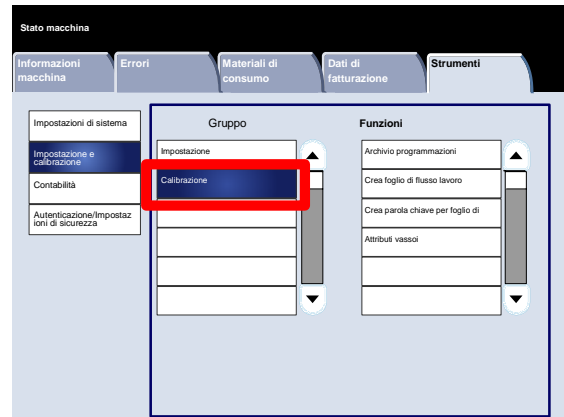 Stato macchina
Informazioni macchina
Errori
Materiali di consumo
Dati di fatturazione
Strumenti
Impostazioni di sistema
Impostazione e calibrazione
Contabilità
Autenticazione/Impostaz
ioni di sicurezza
Gruppo
Impostazione
Calibrazione
Funzioni
Archivio programmazioni
Crea foglio di flusso lavoro
Crea parola chiave per foglio di
Attributi vassoi